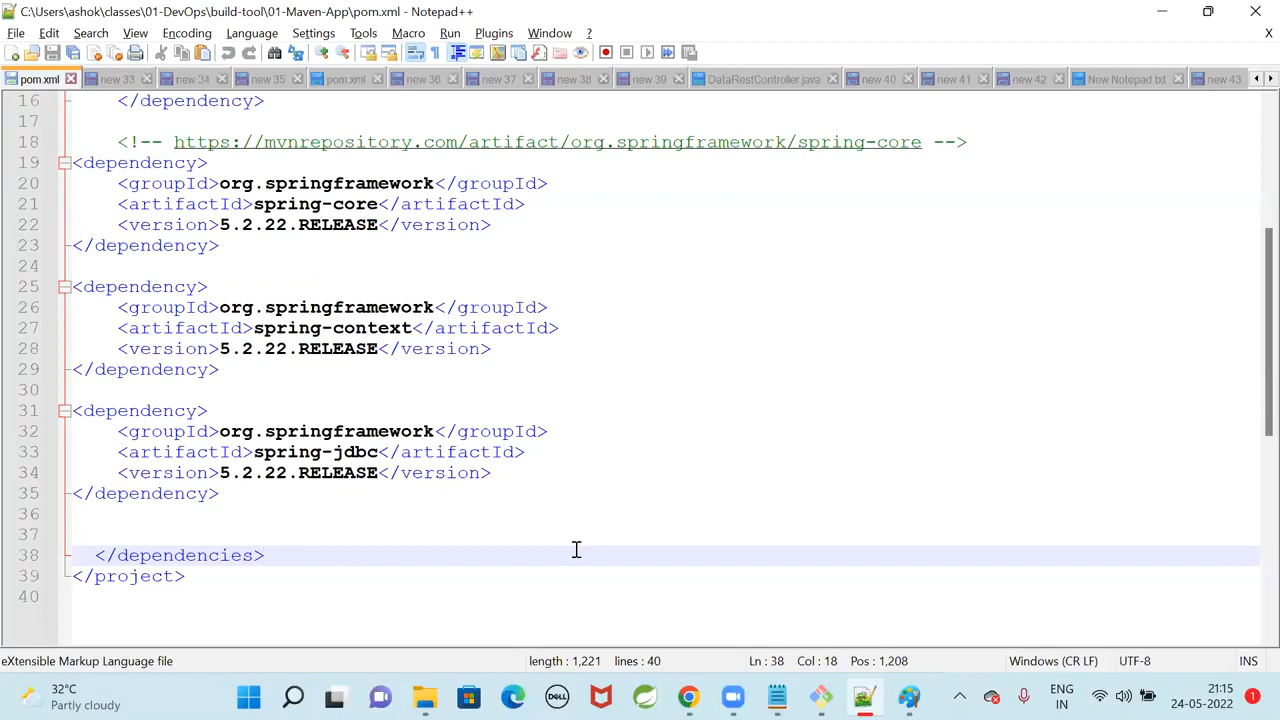 C:\Users\ashok\classes\01-DevOps\build-tool\01-Maven-App\pom.xml - Notepad++
File Edit Search View Encoding Language Settings Tools Macro Run Plugins Window ? X
pom.xml new 33 new 34 new 35 pom.xml new 36 new 37 new 38 new 39 DataRestController.java new 40 new 41 new 42 New Notepad.txt new 43
16 </dependency>
17
18 <!-- https://mvnrepository.com/artifact/org.springframework/spring-core -->
19 <dependency>
20 <groupId>org.springframework</groupId>
21 <artifactId>spring-core</artifactId>
22 <version>5.2.22.RELEASE</version>
23 </dependency>
24
25 <dependency>
26 <groupId>org.springframework</groupId>
27 <artifactId>spring-context</artifactId>
28 <version>5.2.22.RELEASE</version>
29 </dependency>
30
31 <dependency>
32 <groupId>org.springframework</groupId>
33 <artifactId>spring-jdbc</artifactId>
34 <version>5.2.22.RELEASE</version>
35 </dependency>
36
37
38 </dependencies>
39 </project>
40
eXtensible Markup Language file length : 1,221 lines : 40 Ln : 38 Col : 18 Pos : 1,208 Windows (CR LF) UTF-8 INS
32°C
Partly cloudy
DELL
ENG
IN
21:15
24-05-2022
1